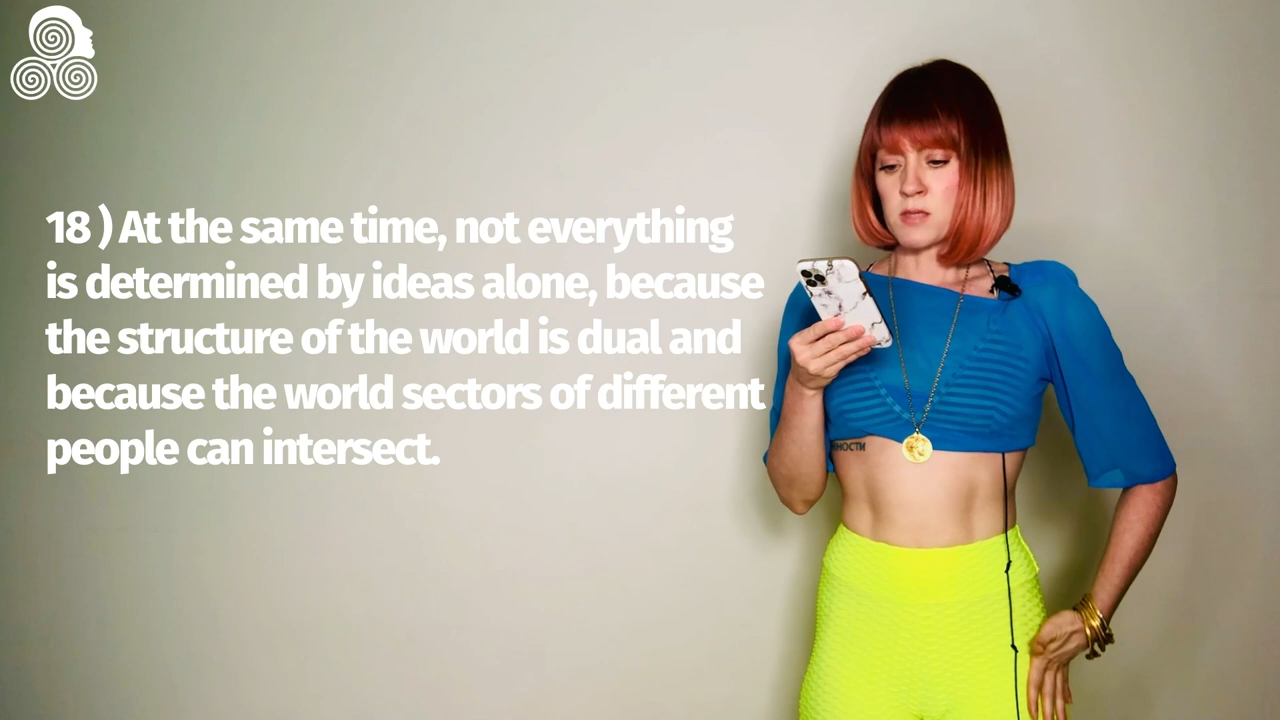 18 ) At the same time, not everything
is determined by ideas alone, because
the structure of the world is dual and
because the world sectors of different
people can intersect.